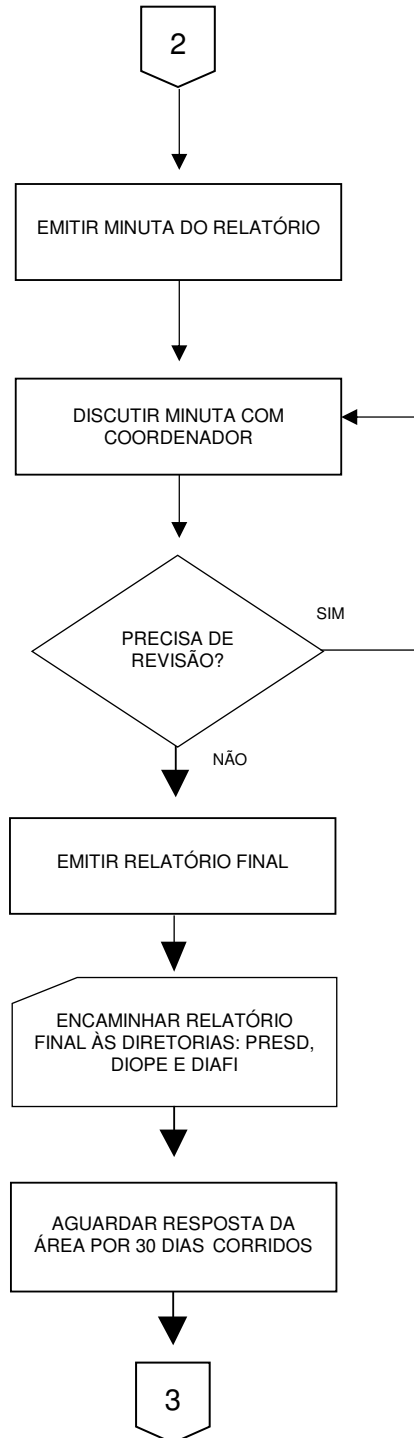 2
EMITIR MINUTA DO RELATÓRIO
DISCUTIR MINUTA COM
COORDENADOR
PRECISA DE
REVISÃO?
SIM
NÃO
EMITIR RELATÓRIO FINAL
ENCAMINHAR RELATÓRIO
FINAL ÀS DIRETORIAS: PRESD,
DIOPE E DIAFI
AGUARDAR RESPOSTA DA
ÁREA POR 30 DIAS CORRIDOS
3